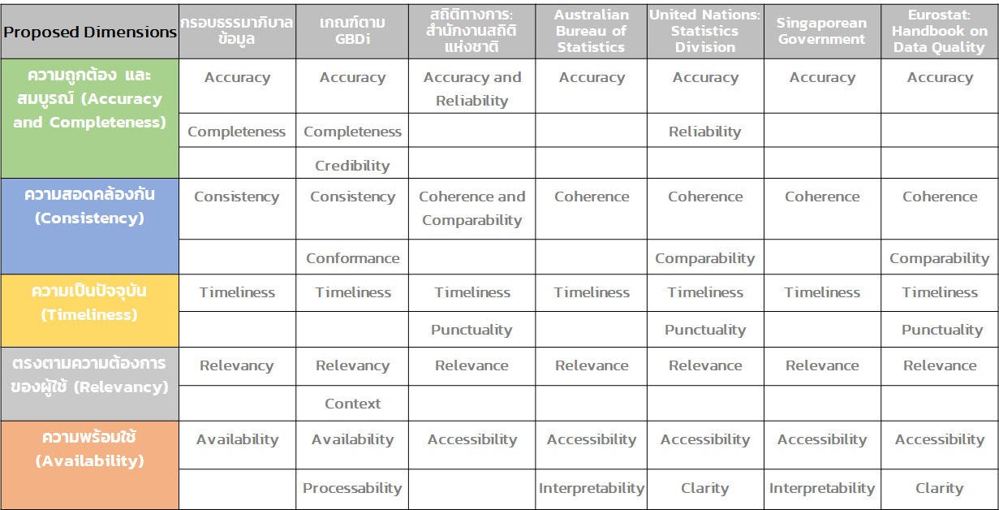 Proposed Dimensions
กรอบธรรมาภิบาล
ข้อมูล
เกณฑ์ตาม
GBDi
สถิติทางการ:
สำนักงานสถิติ
แห่งชาติ
Australian
Bureau of
Statistics
United Nations:
Statistics
Division
Singaporean
Government
Eurostat:
Handbook on
Data Quality
ความถูกต้อง และ
สมบูรณ์ (Accuracy
and Completeness)
Accuracy
Accuracy
Accuracy and
Reliability
Accuracy
Accuracy
Accuracy
Accuracy
Completeness
Completeness
Reliability
Credibility
ความสอดคล้องกัน
(Consistency)
Consistency
Consistency
Coherence and
Comparability
Coherence
Coherence
Coherence
Coherence
Conformance
Comparability
Comparability
ความเป็นปัจจุบัน
(Timeliness)
Timeliness
Timeliness
Timeliness
Timeliness
Timeliness
Timeliness
Timeliness
Punctuality
Punctuality
Punctuality
ตรงตามความต้องการ
ของผู้ใช้ (Relevancy)
Relevancy
Relevancy
Relevance
Relevance
Relevance
Relevance
Relevance
Context
ความพร้อมใช้
(Availability)
Availability
Availability
Accessibility
Accessibility
Accessibility
Accessibility
Accessibility
Processability
Interpretability
Clarity
Interpretability
Clarity